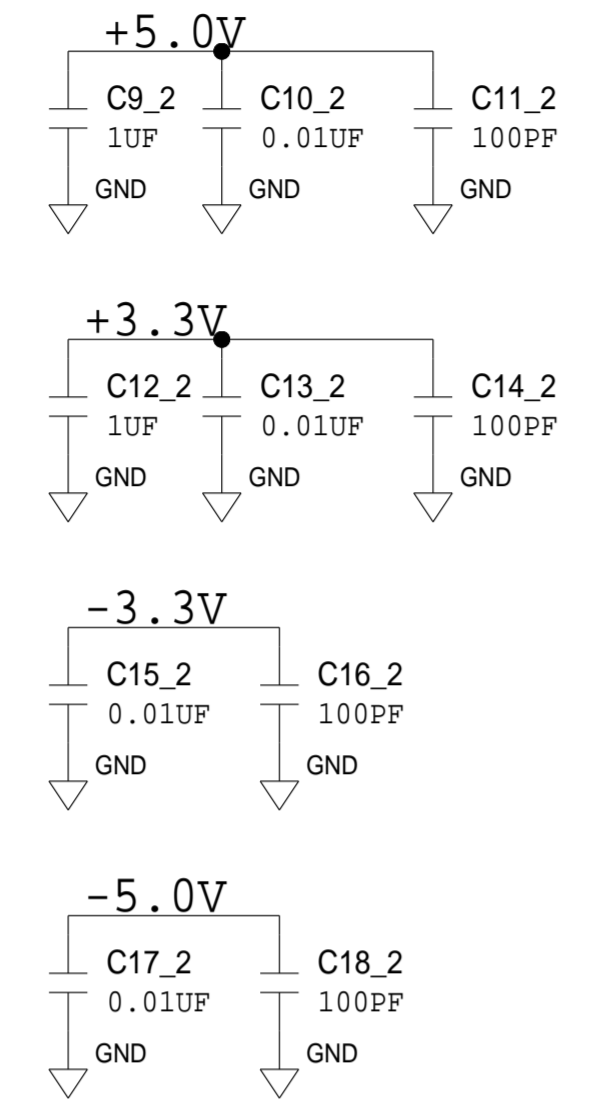 +5.0V
C9_2 C10_2 C11_2
1UF 0.01UF 100PF
GND GND GND
+3.3V
C12_2 C13_2 C14_2
1UF 0.01UF 100PF
GND GND GND
-3.3V
C15_2 C16_2
0.01UF 100PF
GND GND
-5.0V
C17_2 C18_2
0.01UF 100PF
GND GND